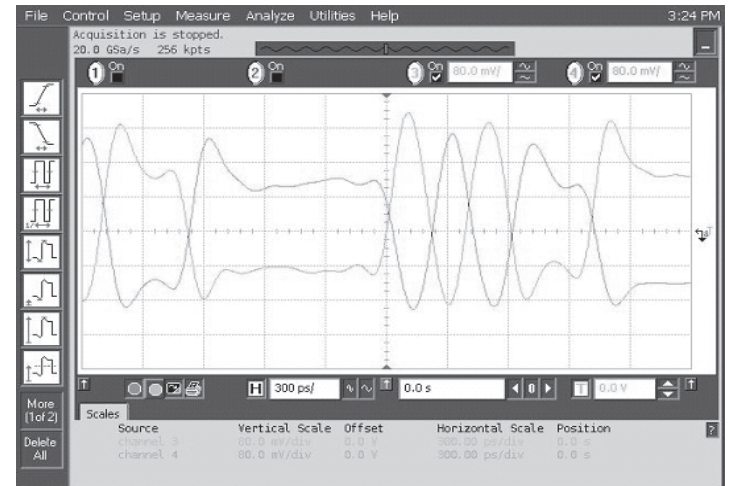 File Control Setup Measure Analyze Utilities Help 3:24 PM
Acquisition is stopped.
20.0 GSa/s 256 kpts
1 On 2 On 3 On 80.0 mV/ 4 On 80.0 mV/
More
(1of 2)
Delete
All
H 300 ps/ 0.0 s 0 T 0.0 V
Scales
Source Vertical Scale Offset Horizontal Scale Position
channel 3 80.0 mV/div 0.0 V 300.00 ps/div 0.0 s
channel 4 80.0 mV/div 0.0 V 300.00 ps/div 0.0 s
?